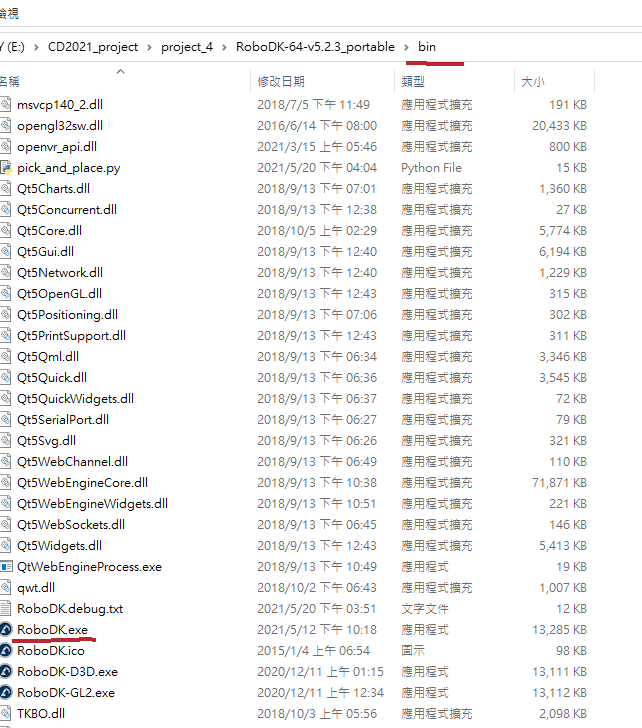 檢視
Y (E:) > CD2021_project > project_4 > RoboDK-64-v5.2.3_portable > bin
名稱 修改日期 類型 大小
msvcp140_2.dll 2018/7/5 下午 11:49 應用程式擴充 191 KB
opengl32sw.dll 2016/6/14 下午 08:00 應用程式擴充 20,433 KB
openvr_api.dll 2021/3/15 上午 05:46 應用程式擴充 800 KB
pick_and_place.py 2021/5/20 下午 04:04 Python File 15 KB
Qt5Charts.dll 2018/9/13 下午 07:01 應用程式擴充 1,360 KB
Qt5Concurrent.dll 2018/9/13 下午 12:38 應用程式擴充 27 KB
Qt5Core.dll 2018/10/5 上午 02:29 應用程式擴充 5,774 KB
Qt5Gui.dll 2018/9/13 下午 12:40 應用程式擴充 6,194 KB
Qt5Network.dll 2018/9/13 下午 12:40 應用程式擴充 1,229 KB
Qt5OpenGL.dll 2018/9/13 下午 12:43 應用程式擴充 315 KB
Qt5Positioning.dll 2018/9/13 下午 07:06 應用程式擴充 302 KB
Qt5PrintSupport.dll 2018/9/13 下午 12:43 應用程式擴充 311 KB
Qt5Qml.dll 2018/9/13 下午 06:34 應用程式擴充 3,346 KB
Qt5Quick.dll 2018/9/13 下午 06:36 應用程式擴充 3,545 KB
Qt5QuickWidgets.dll 2018/9/13 下午 06:37 應用程式擴充 72 KB
Qt5SerialPort.dll 2018/9/13 下午 06:27 應用程式擴充 79 KB
Qt5Svg.dll 2018/9/13 下午 06:26 應用程式擴充 321 KB
Qt5WebChannel.dll 2018/9/13 下午 06:49 應用程式擴充 110 KB
Qt5WebEngineCore.dll 2018/9/13 下午 10:38 應用程式擴充 71,871 KB
Qt5WebEngineWidgets.dll 2018/9/13 下午 10:51 應用程式擴充 221 KB
Qt5WebSockets.dll 2018/9/13 下午 06:45 應用程式擴充 146 KB
Qt5Widgets.dll 2018/9/13 下午 12:43 應用程式擴充 5,413 KB
QtWebEngineProcess.exe 2018/9/13 下午 10:49 應用程式 19 KB
qwt.dll 2018/10/2 下午 06:43 應用程式擴充 1,007 KB
RoboDK.debug.txt 2021/5/20 下午 03:51 文字文件 12 KB
RoboDK.exe 2021/5/12 下午 10:18 應用程式 13,285 KB
RoboDK.ico 2015/1/4 上午 06:54 圖示 98 KB
RoboDK-D3D.exe 2020/12/11 上午 01:15 應用程式 13,111 KB
RoboDK-GL2.exe 2020/12/11 上午 12:34 應用程式 13,112 KB
TKBO.dll 2018/10/3 上午 05:56 應用程式擴充 2,098 KB